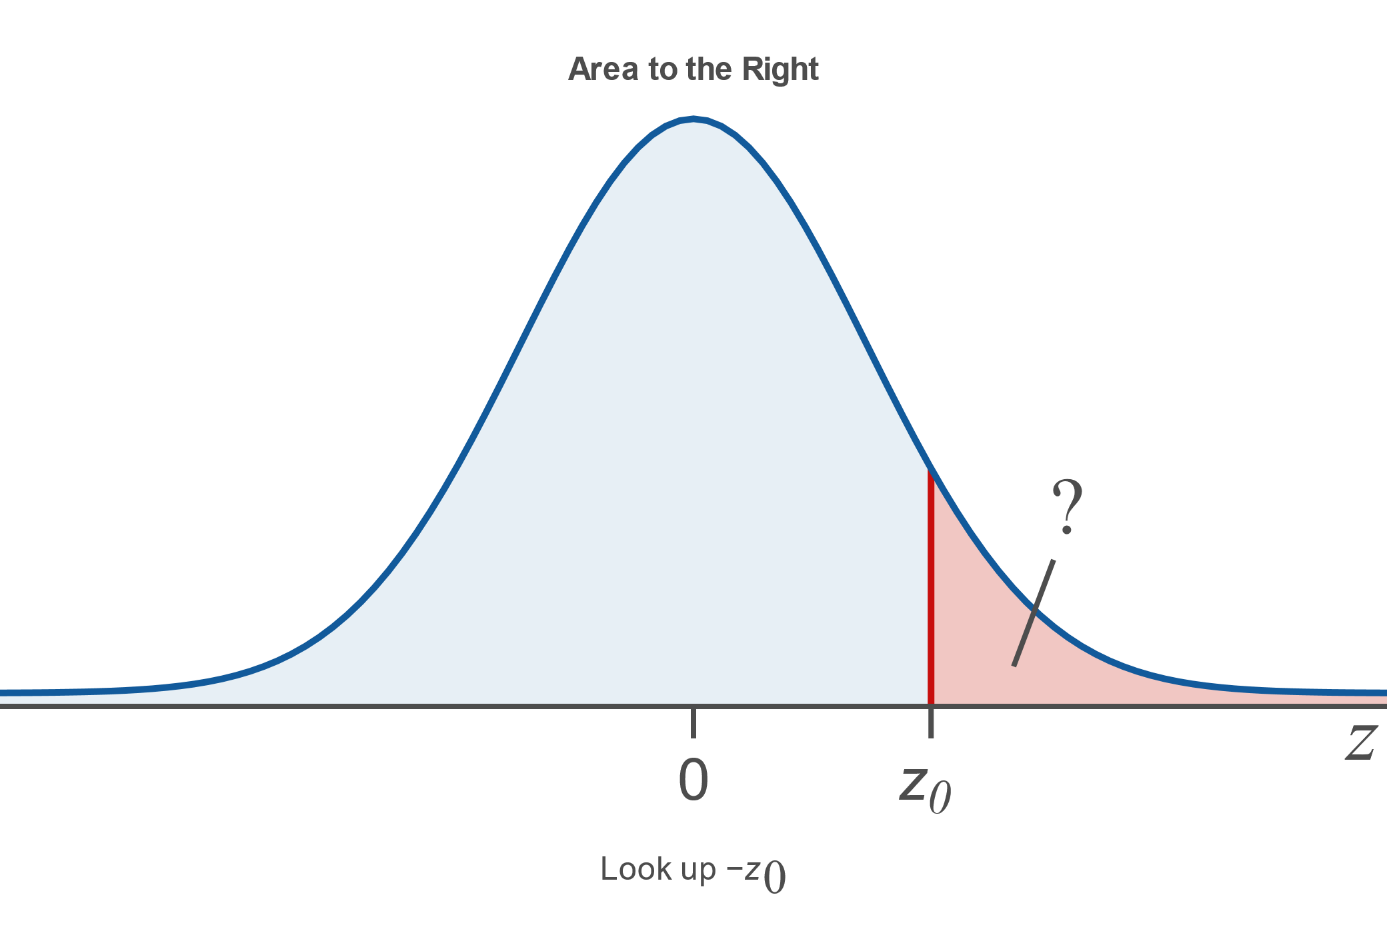 Area to the Right
?
z
0
z₀
Look up −z₀